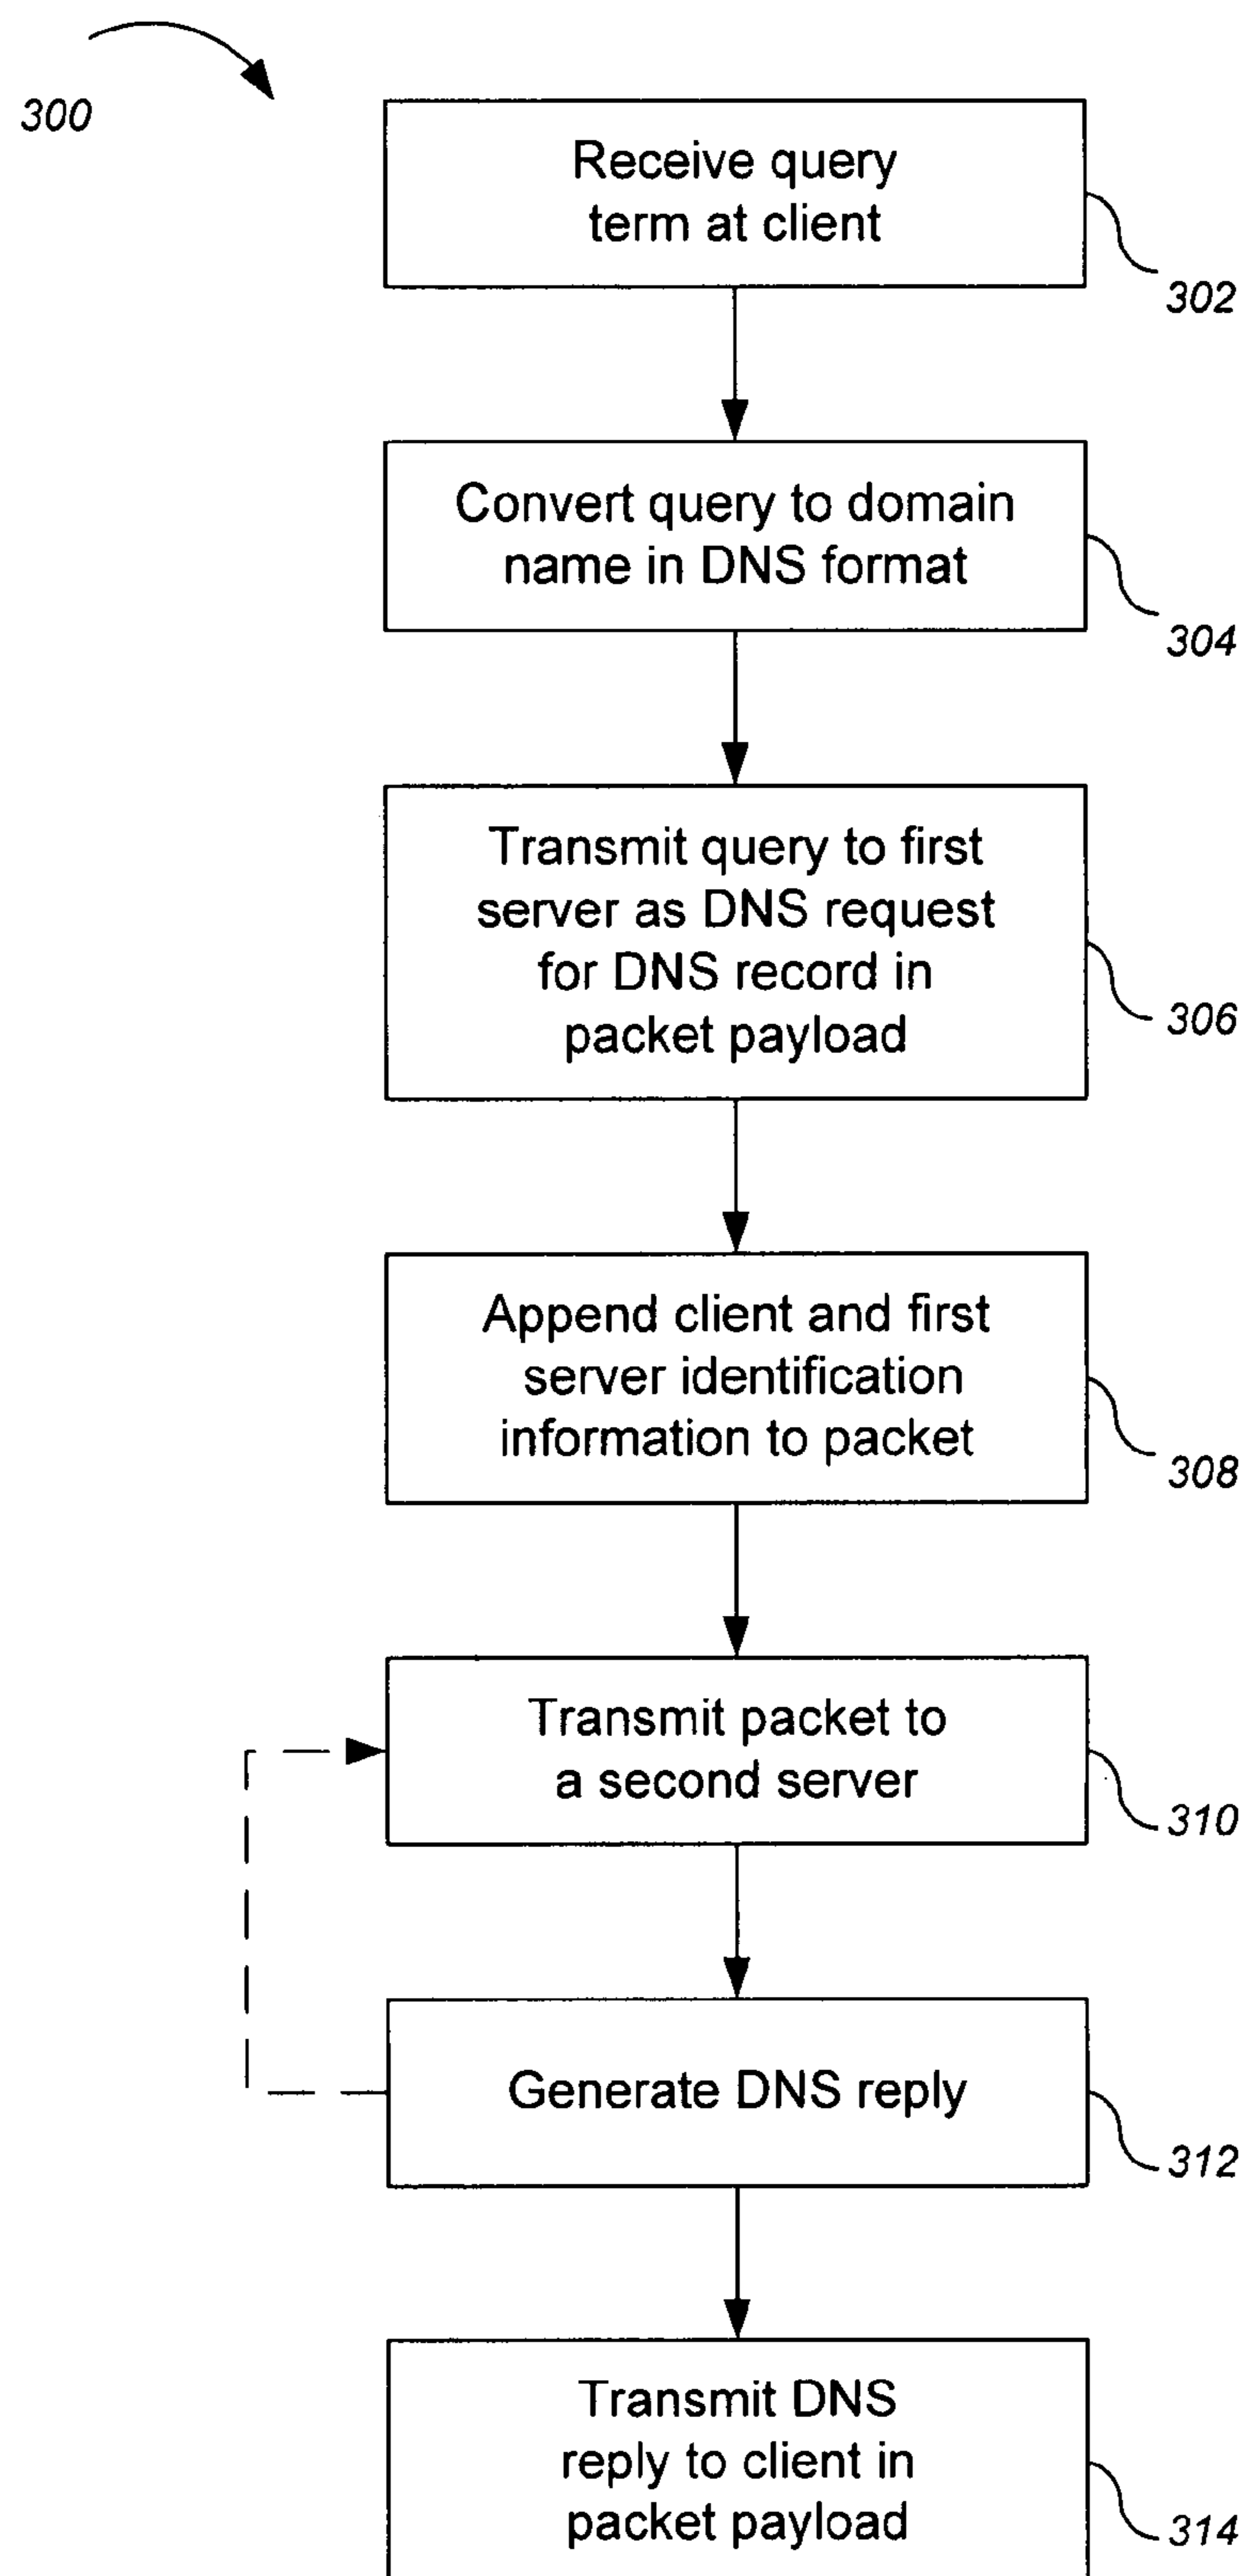 300
Receive query
term at client
302
Convert query to domain
name in DNS format
304
Transmit query to first
server as DNS request
for DNS record in
packet payload
306
Append client and first
server identification
information to packet
308
Transmit packet to
a second server
310
Generate DNS reply
312
Transmit DNS
reply to client in
packet payload
314